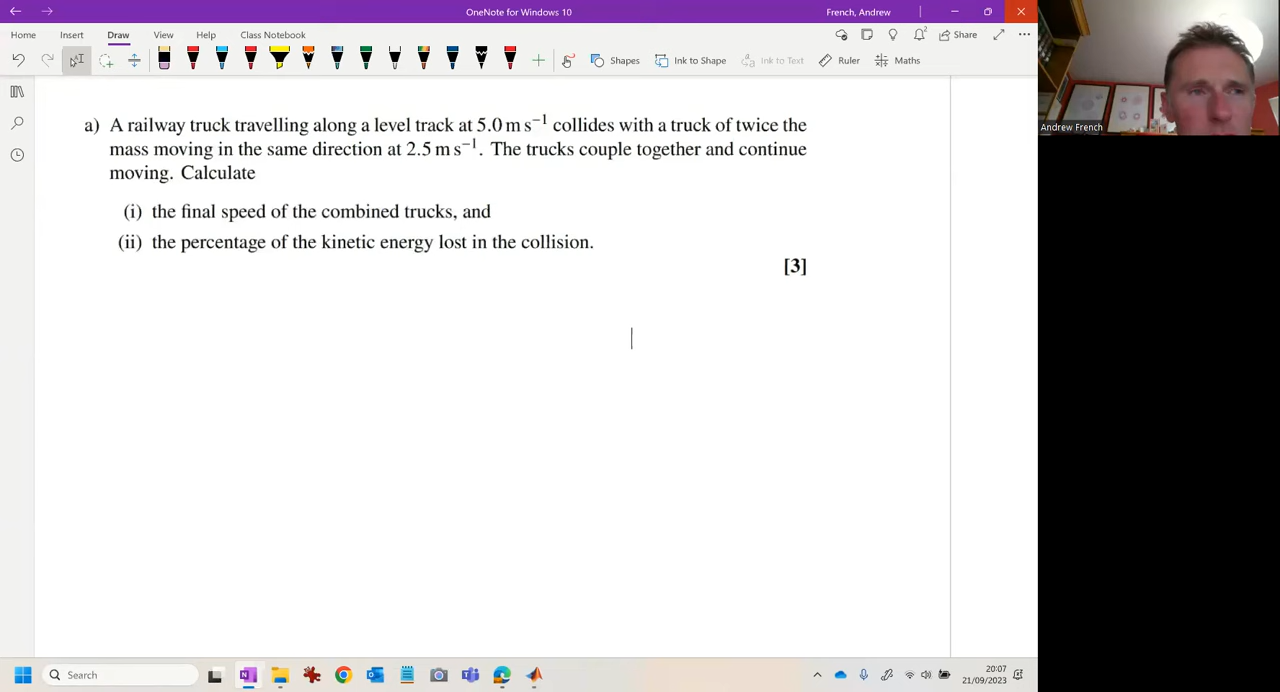 OneNote for Windows 10
French, Andrew
Home Insert Draw View Help Class Notebook
Share
Shapes Ink to Shape Ink to Text Ruler Maths
a) A railway truck travelling along a level track at 5.0 m s⁻¹ collides with a truck of twice the
mass moving in the same direction at 2.5 m s⁻¹. The trucks couple together and continue
moving. Calculate
(i) the final speed of the combined trucks, and
(ii) the percentage of the kinetic energy lost in the collision.
[3]
Andrew French
Search
20:07
21/09/2023